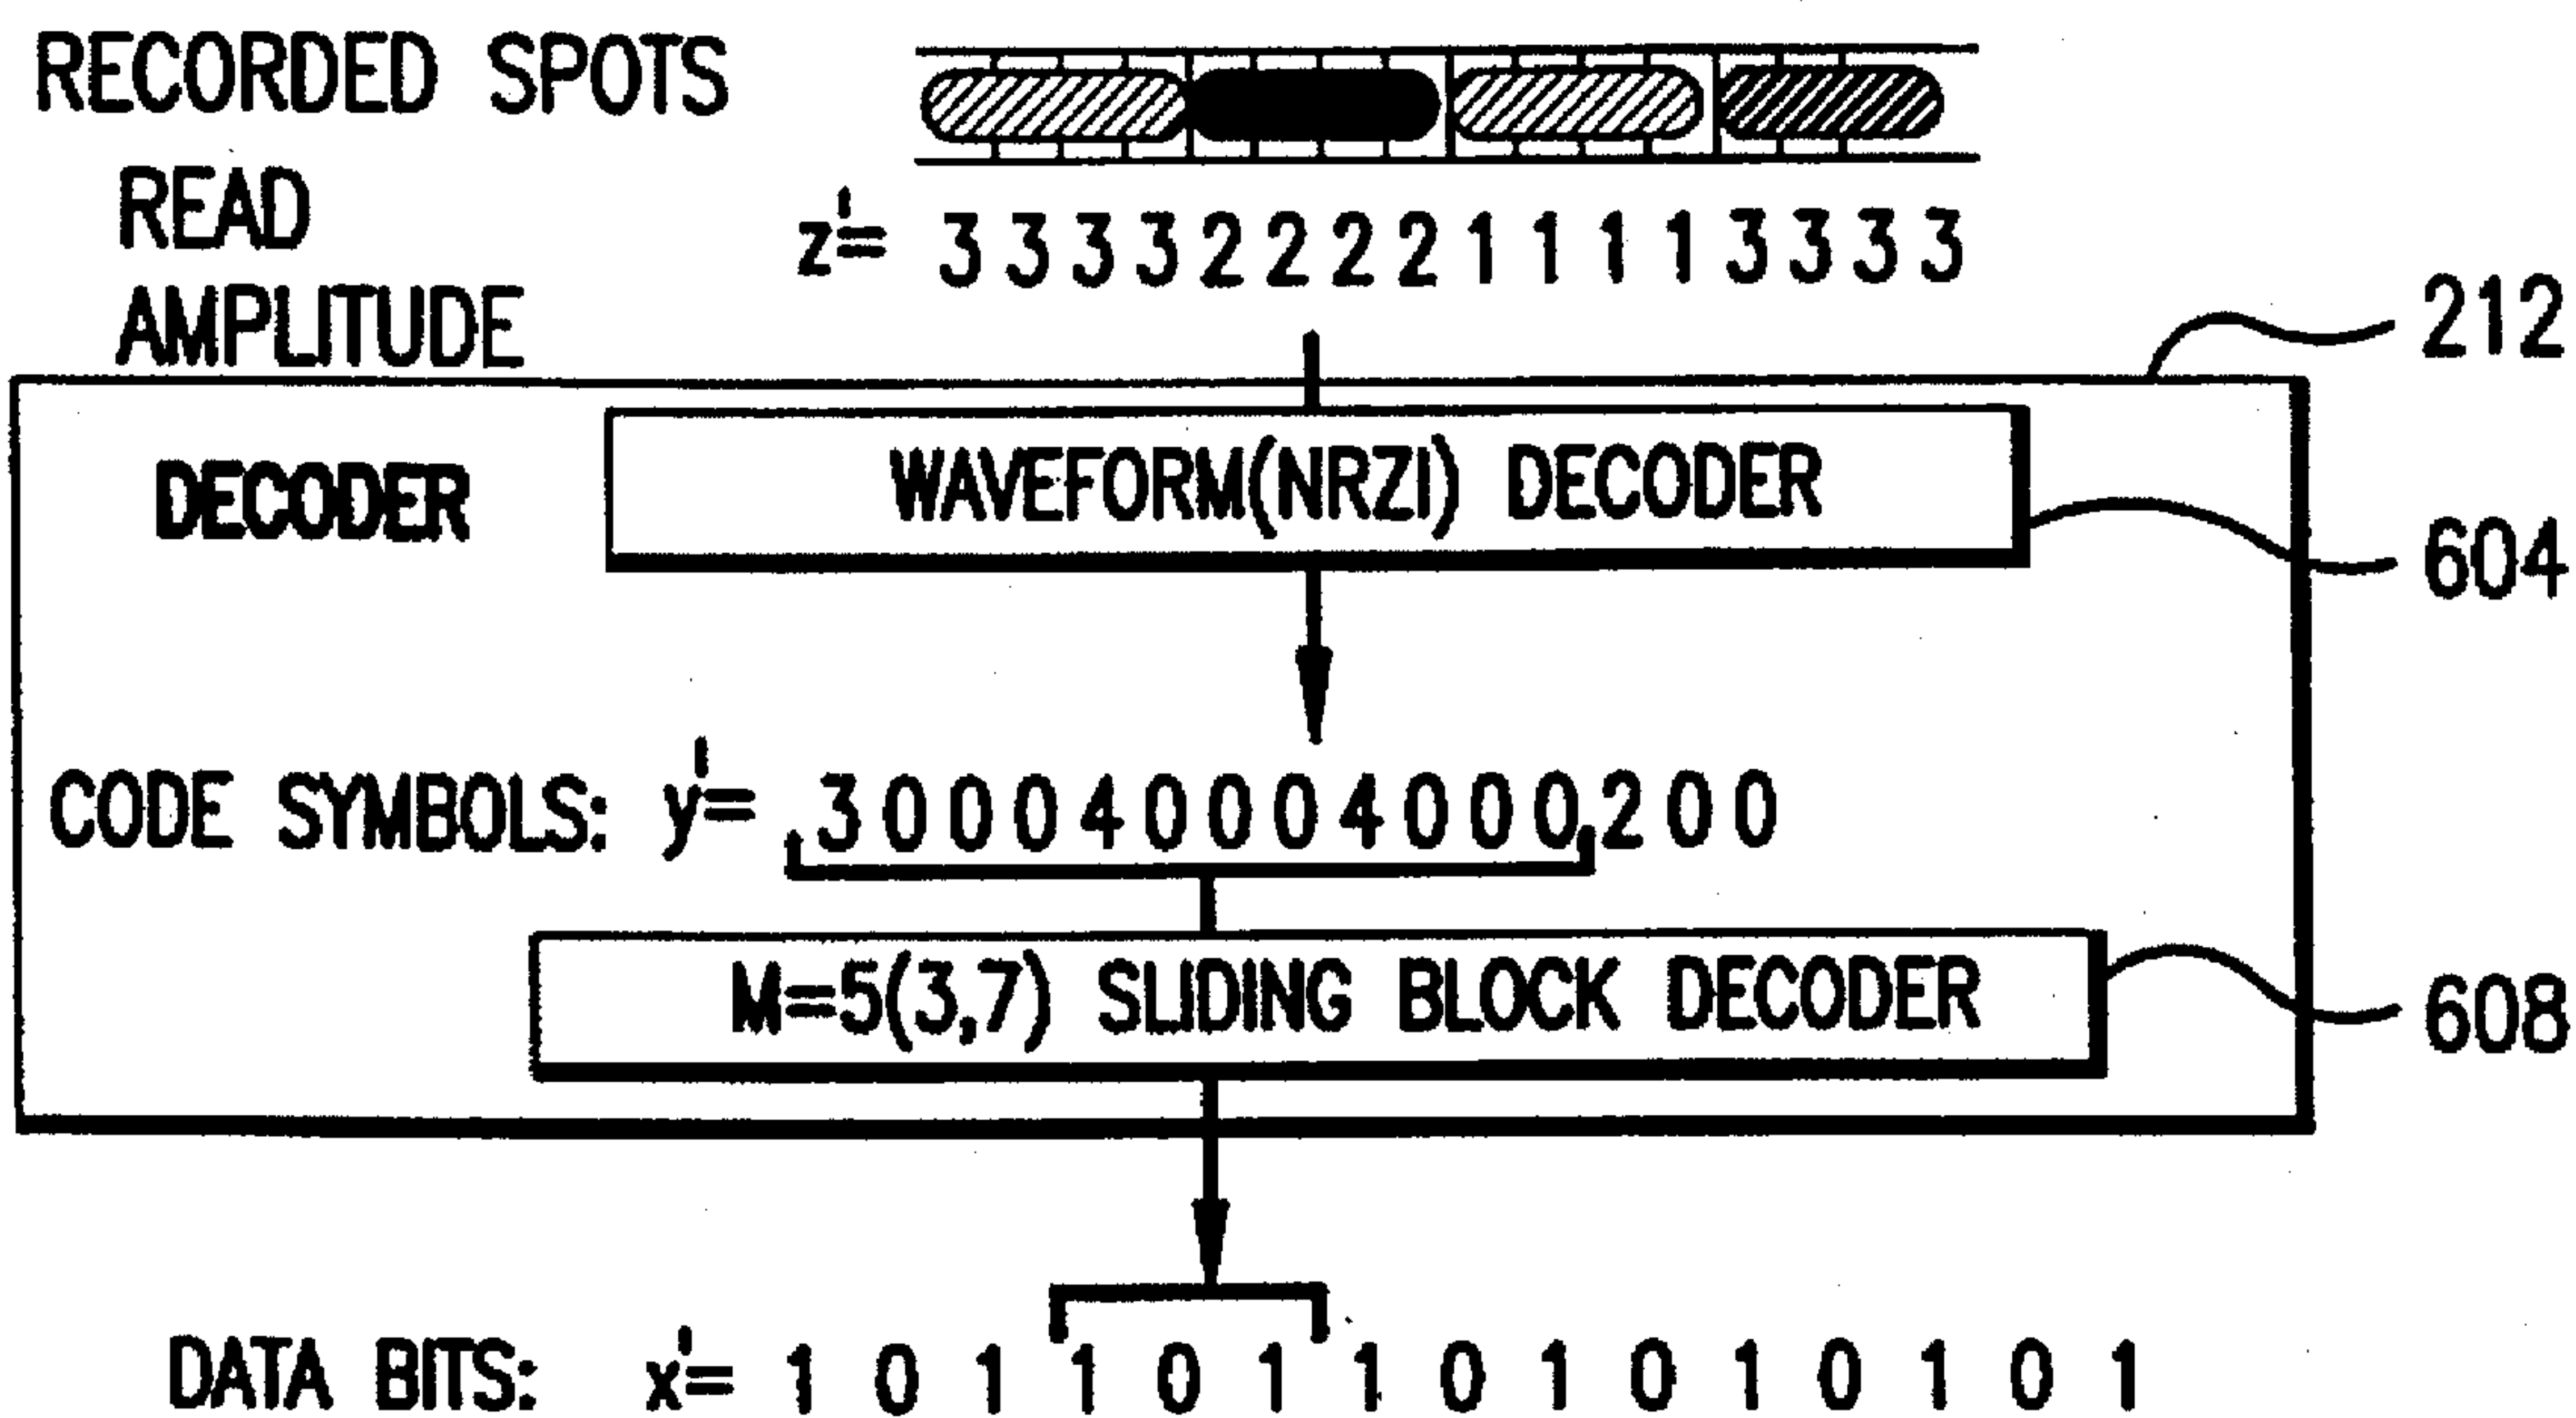 RECORDED SPOTS
READ
AMPLITUDE
z'= 3 3 3 3 2 2 2 2 1 1 1 1 3 3 3 3
212
DECODER
WAVEFORM(NRZI) DECODER
604
CODE SYMBOLS: y'= 3 0 0 0 4 0 0 0 4 0 0 0 2 0 0
M=5(3,7) SLIDING BLOCK DECODER
608
DATA BITS: x'= 1 0 1 1 0 1 1 0 1 0 1 0 1 0 1